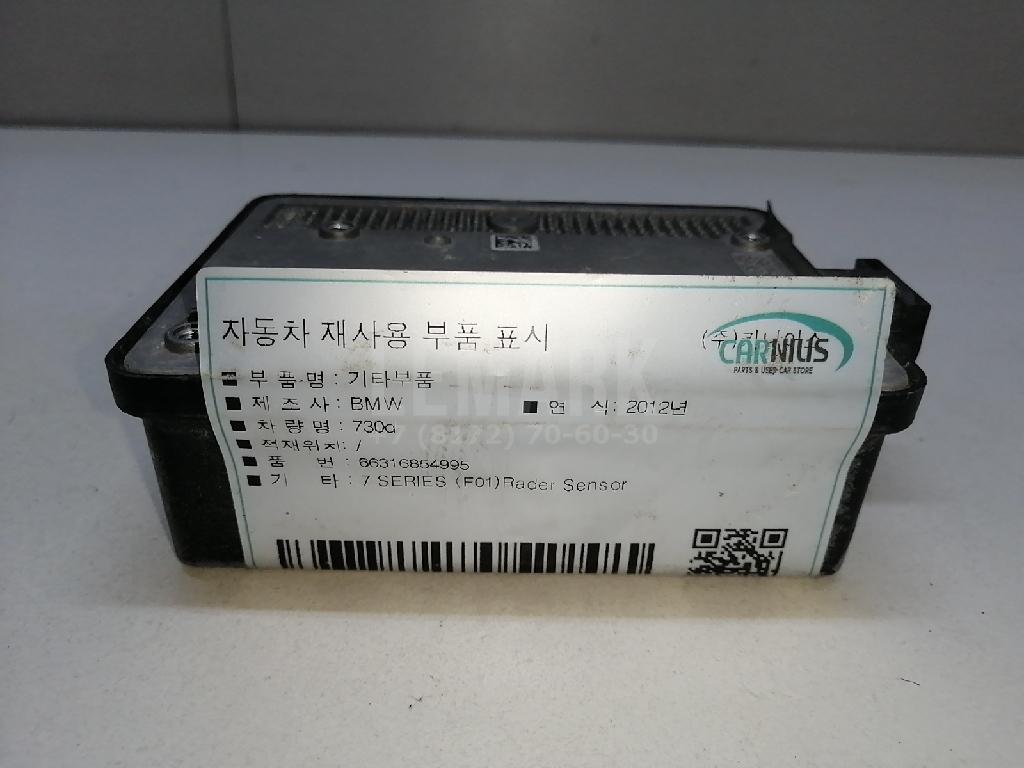 자동차 재사용 부품 표시
(주)카니어스
CARNIUS
PARTS & USED CAR STORE
■ 부 품 명 : 기타부품
■ 제 조 사 : BMW ■ 연 식 : 2012년
■ 차 량 명 : 730d
■ 적재위치 : /
■ 품 번 : 66316864995
■ 기 타 : 7 SERIES (F01)Rader Sensor
+7 (8172) 70-60-30